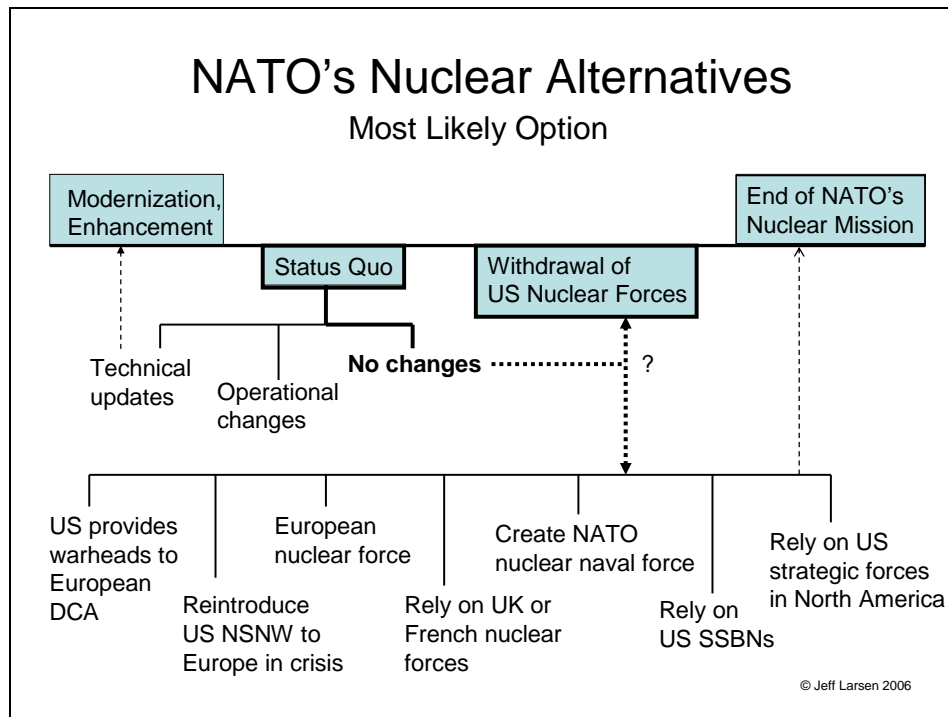 NATO’s Nuclear Alternatives
Most Likely Option
Modernization,
Enhancement
End of NATO’s
Nuclear Mission
Status Quo
Withdrawal of
US Nuclear Forces
Technical
updates
Operational
changes
No changes
?
US provides
warheads to
European
DCA
Reintroduce
US NSNW to
Europe in crisis
European
nuclear force
Rely on UK or
French nuclear
forces
Create NATO
nuclear naval force
Rely on
US SSBNs
Rely on US
strategic forces
in North America
© Jeff Larsen 2006